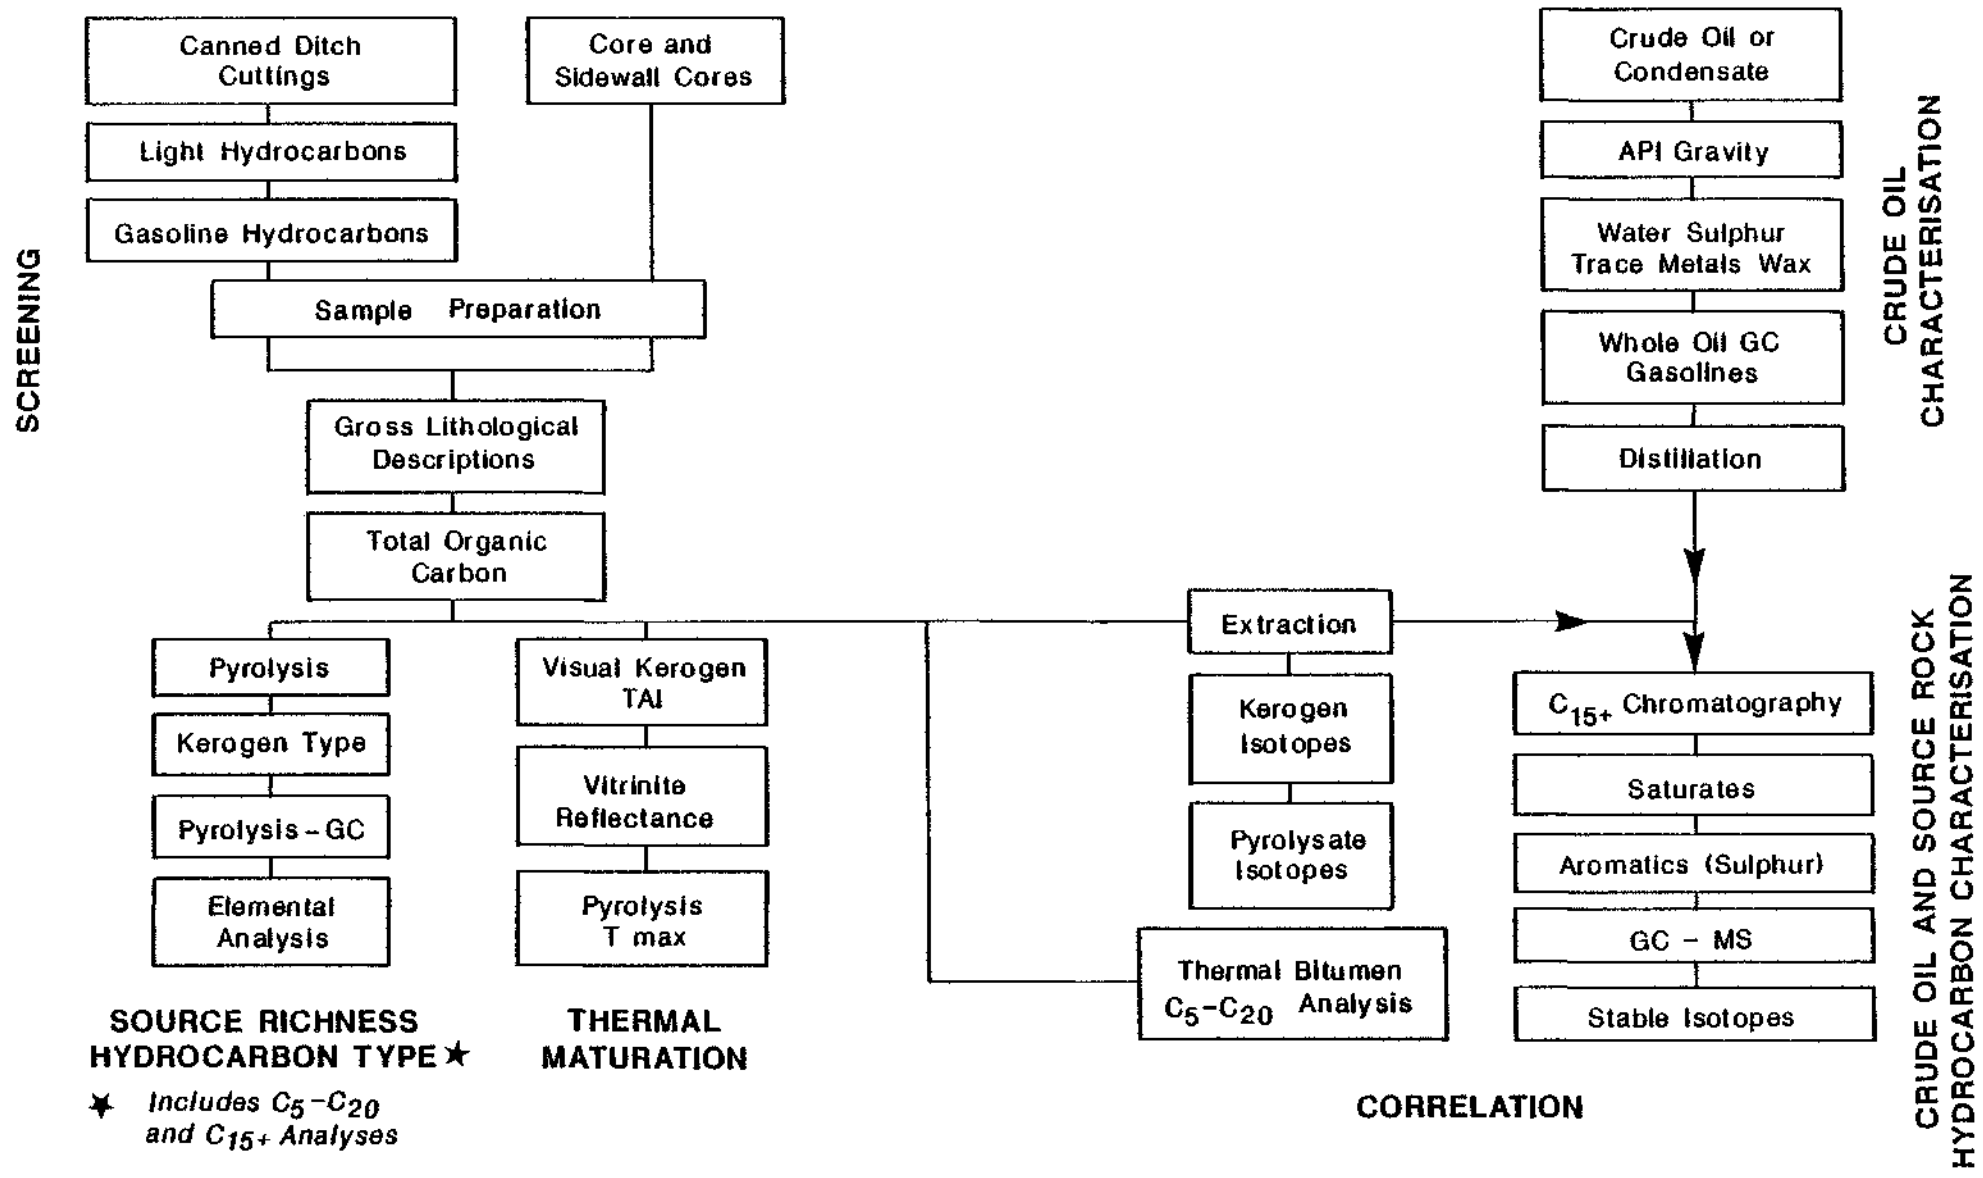 Canned Ditch
Cuttings
Core and
Sidewall Cores
Crude Oil or
Condensate
Light Hydrocarbons
API Gravity
Gasoline Hydrocarbons
Water Sulphur
Trace Metals Wax
Sample Preparation
Whole Oil GC
Gasolines
Gross Lithological
Descriptions
Distillation
Total Organic
Carbon
SCREENING
CRUDE OIL
CHARACTERISATION
Pyrolysis
Kerogen Type
Pyrolysis – GC
Elemental
Analysis
SOURCE RICHNESS
HYDROCARBON TYPE ★
★ Includes C5 – C20
and C15+ Analyses
Visual Kerogen
TAI
Vitrinite
Reflectance
Pyrolysis
T max
THERMAL
MATURATION
Extraction
Kerogen
Isotopes
Pyrolysate
Isotopes
Thermal Bitumen
C5–C20 Analysis
C15+ Chromatography
Saturates
Aromatics (Sulphur)
GC – MS
Stable Isotopes
CORRELATION
CRUDE OIL AND SOURCE ROCK
HYDROCARBON CHARACTERISATION